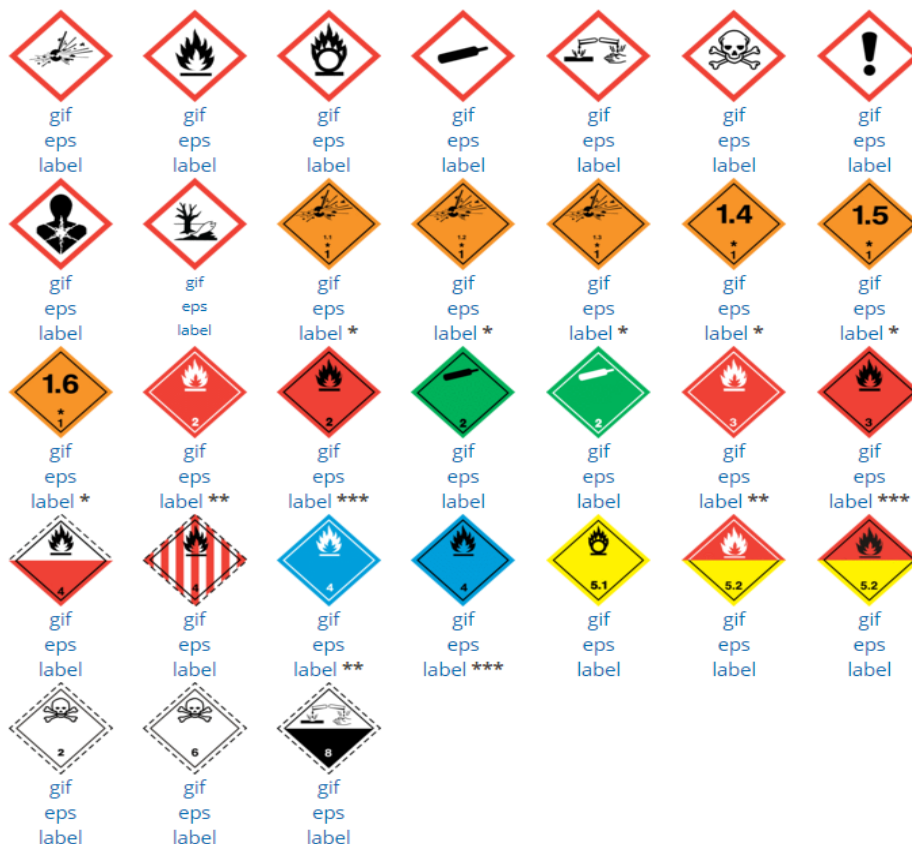 gif gif gif gif gif gif gif
eps eps eps eps eps eps eps
label label label label label label label
1.4 1.5
1.1 1.2 1.3
* * * * *
1 1 1 1 1
gif gif gif gif gif gif gif
eps eps eps eps eps eps eps
label label label * label * label * label * label *
1.6
*
1 2 2 2 2 3 3
gif gif gif gif gif gif gif
eps eps eps eps eps eps eps
label * label ** label *** label label label ** label ***
4 4 4 4 5.1 5.2 5.2
gif gif gif gif gif gif gif
eps eps eps eps eps eps eps
label label label ** label *** label label label
2 6 8
gif gif gif
eps eps eps
label label label